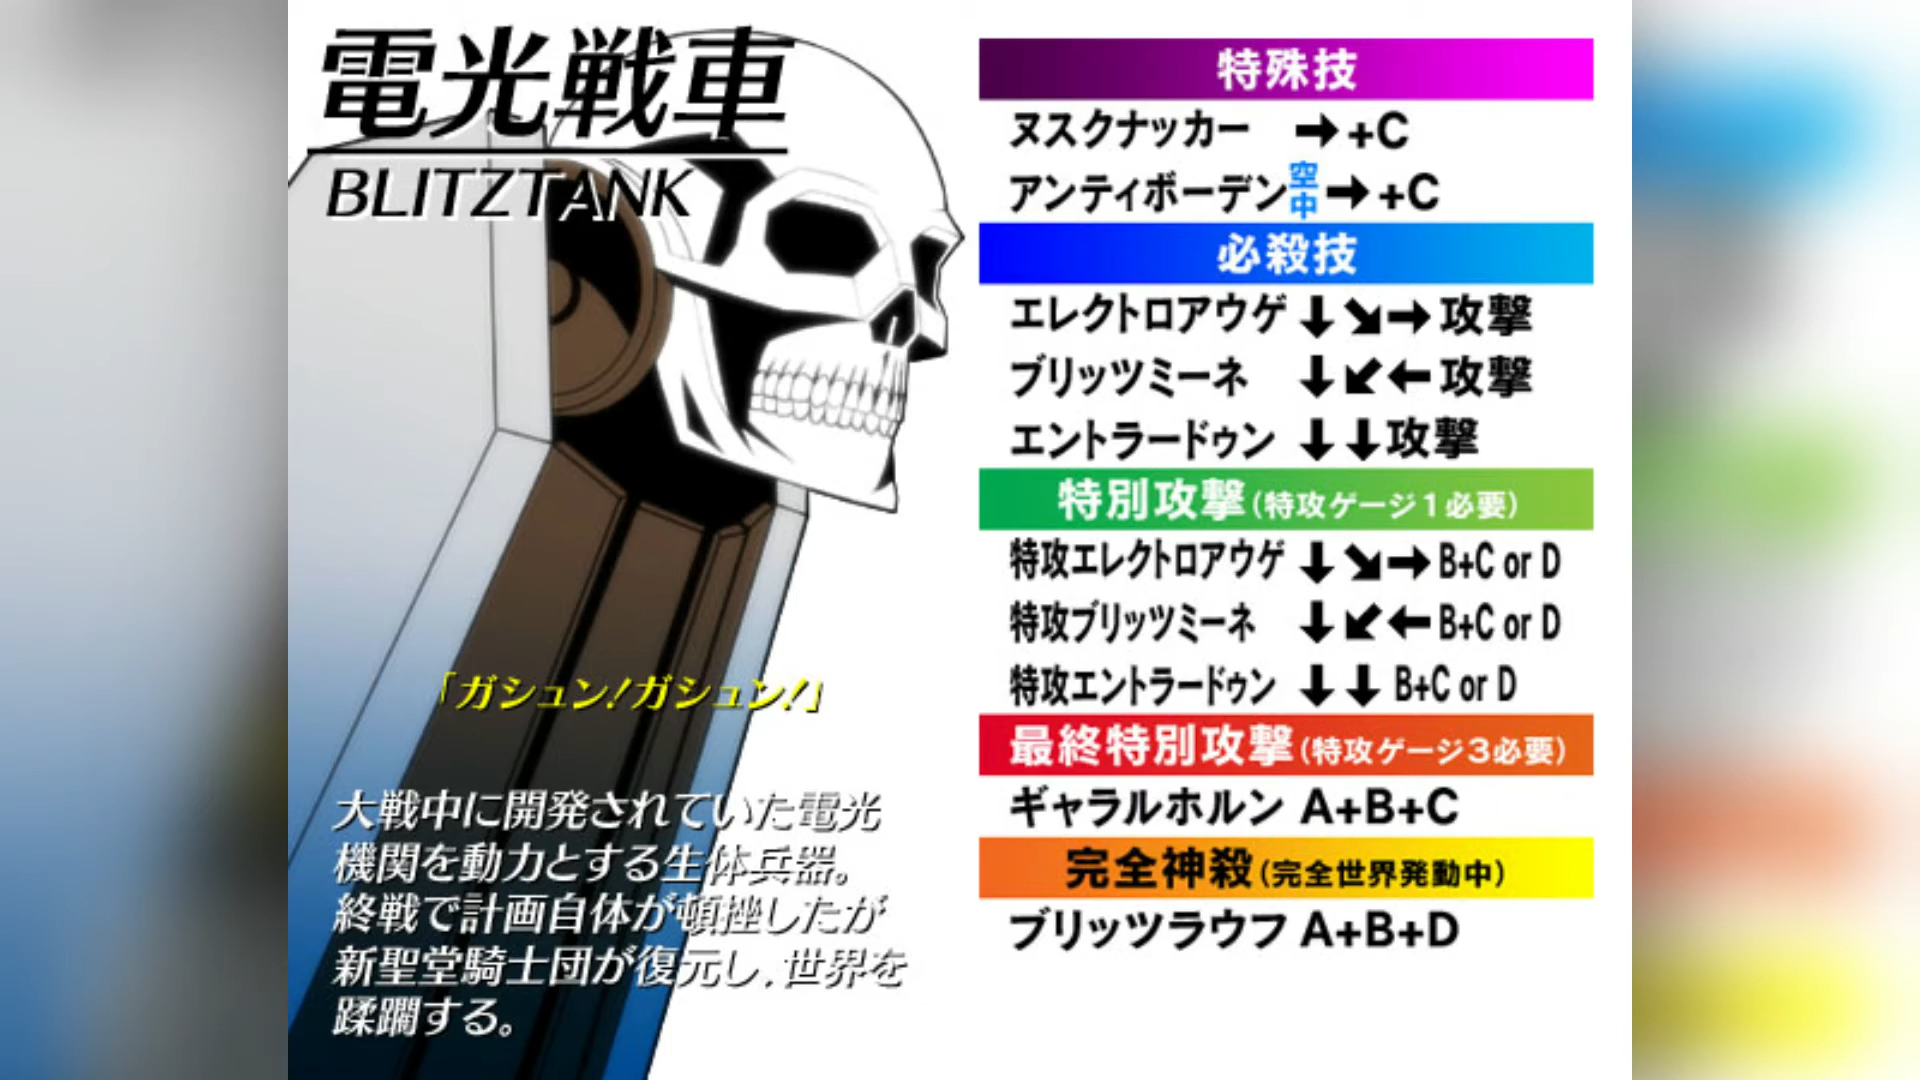 電光戦車
BLITZTANK
「ガシュン!ガシュン!」
大戦中に開発されていた電光
機関を動力とする生体兵器。
終戦で計画自体が頓挫したが
新聖堂騎士団が復元し、世界を
蹂躙する。
特殊技
ヌスクナッカー ➡+C
アンティボーデン空中➡+C
必殺技
エレクトロアウゲ ⬇⬊➡攻撃
ブリッツミーネ ⬇⬋⬅攻撃
エントラードゥン ⬇⬇攻撃
特別攻撃(特攻ゲージ1必要)
特攻エレクトロアウゲ ⬇⬊➡B+C or D
特攻ブリッツミーネ ⬇⬋⬅B+C or D
特攻エントラードゥン ⬇⬇ B+C or D
最終特別攻撃(特攻ゲージ3必要)
ギャラルホルン A+B+C
完全神殺(完全世界発動中)
ブリッツラウフ A+B+D